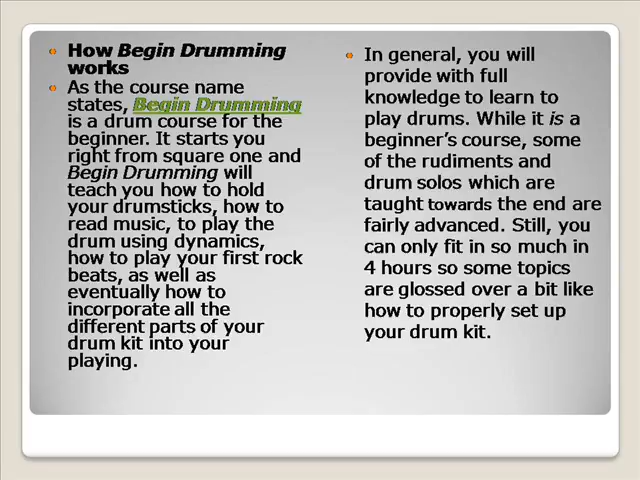 How Begin Drumming
works
As the course name
states, Begin Drumming
is a drum course for the
beginner. It starts you
right from square one and
Begin Drumming will
teach you how to hold
your drumsticks, how to
read music, to play the
drum using dynamics,
how to play your first rock
beats, as well as
eventually how to
incorporate all the
different parts of your
drum kit into your
playing.
In general, you will
provide with full
knowledge to learn to
play drums. While it is a
beginner's course, some
of the rudiments and
drum solos which are
taught towards the end are
fairly advanced. Still, you
can only fit in so much in
4 hours so some topics
are glossed over a bit like
how to properly set up
your drum kit.